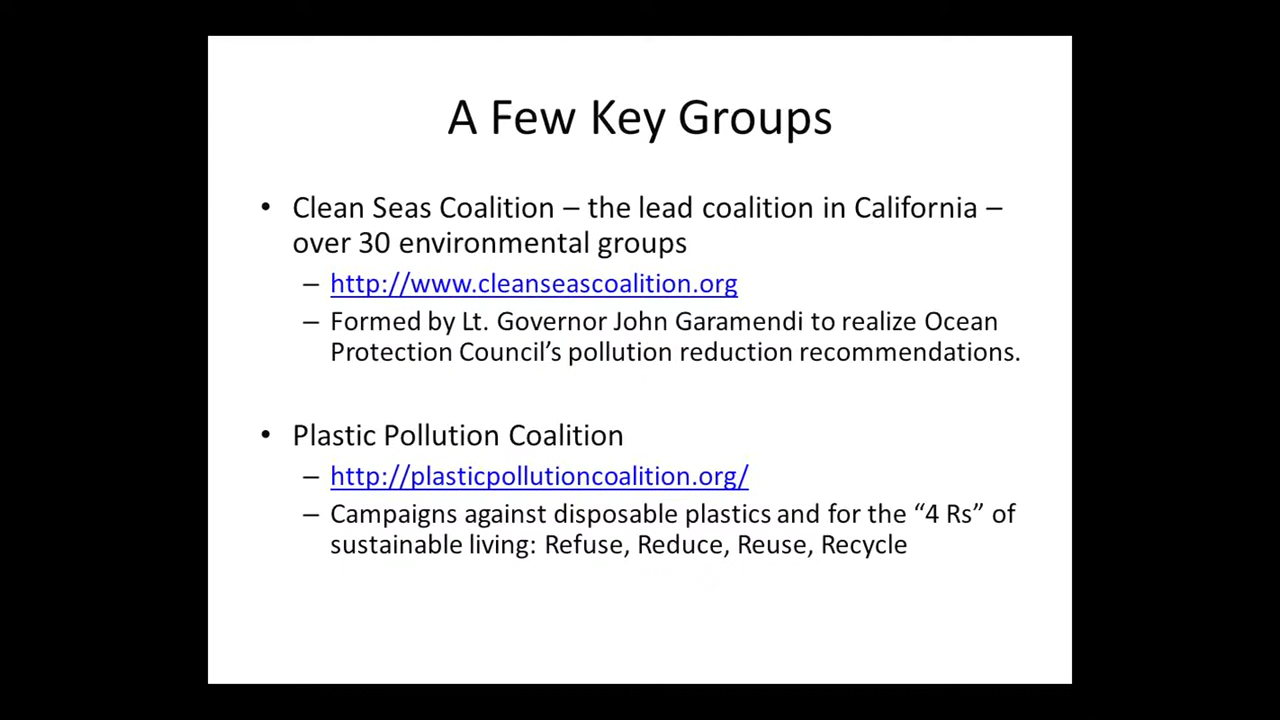 A Few Key Groups
• Clean Seas Coalition – the lead coalition in California –
over 30 environmental groups
– http://www.cleanseascoalition.org
– Formed by Lt. Governor John Garamendi to realize Ocean
Protection Council’s pollution reduction recommendations.
• Plastic Pollution Coalition
– http://plasticpollutioncoalition.org/
– Campaigns against disposable plastics and for the “4 Rs” of
sustainable living: Refuse, Reduce, Reuse, Recycle